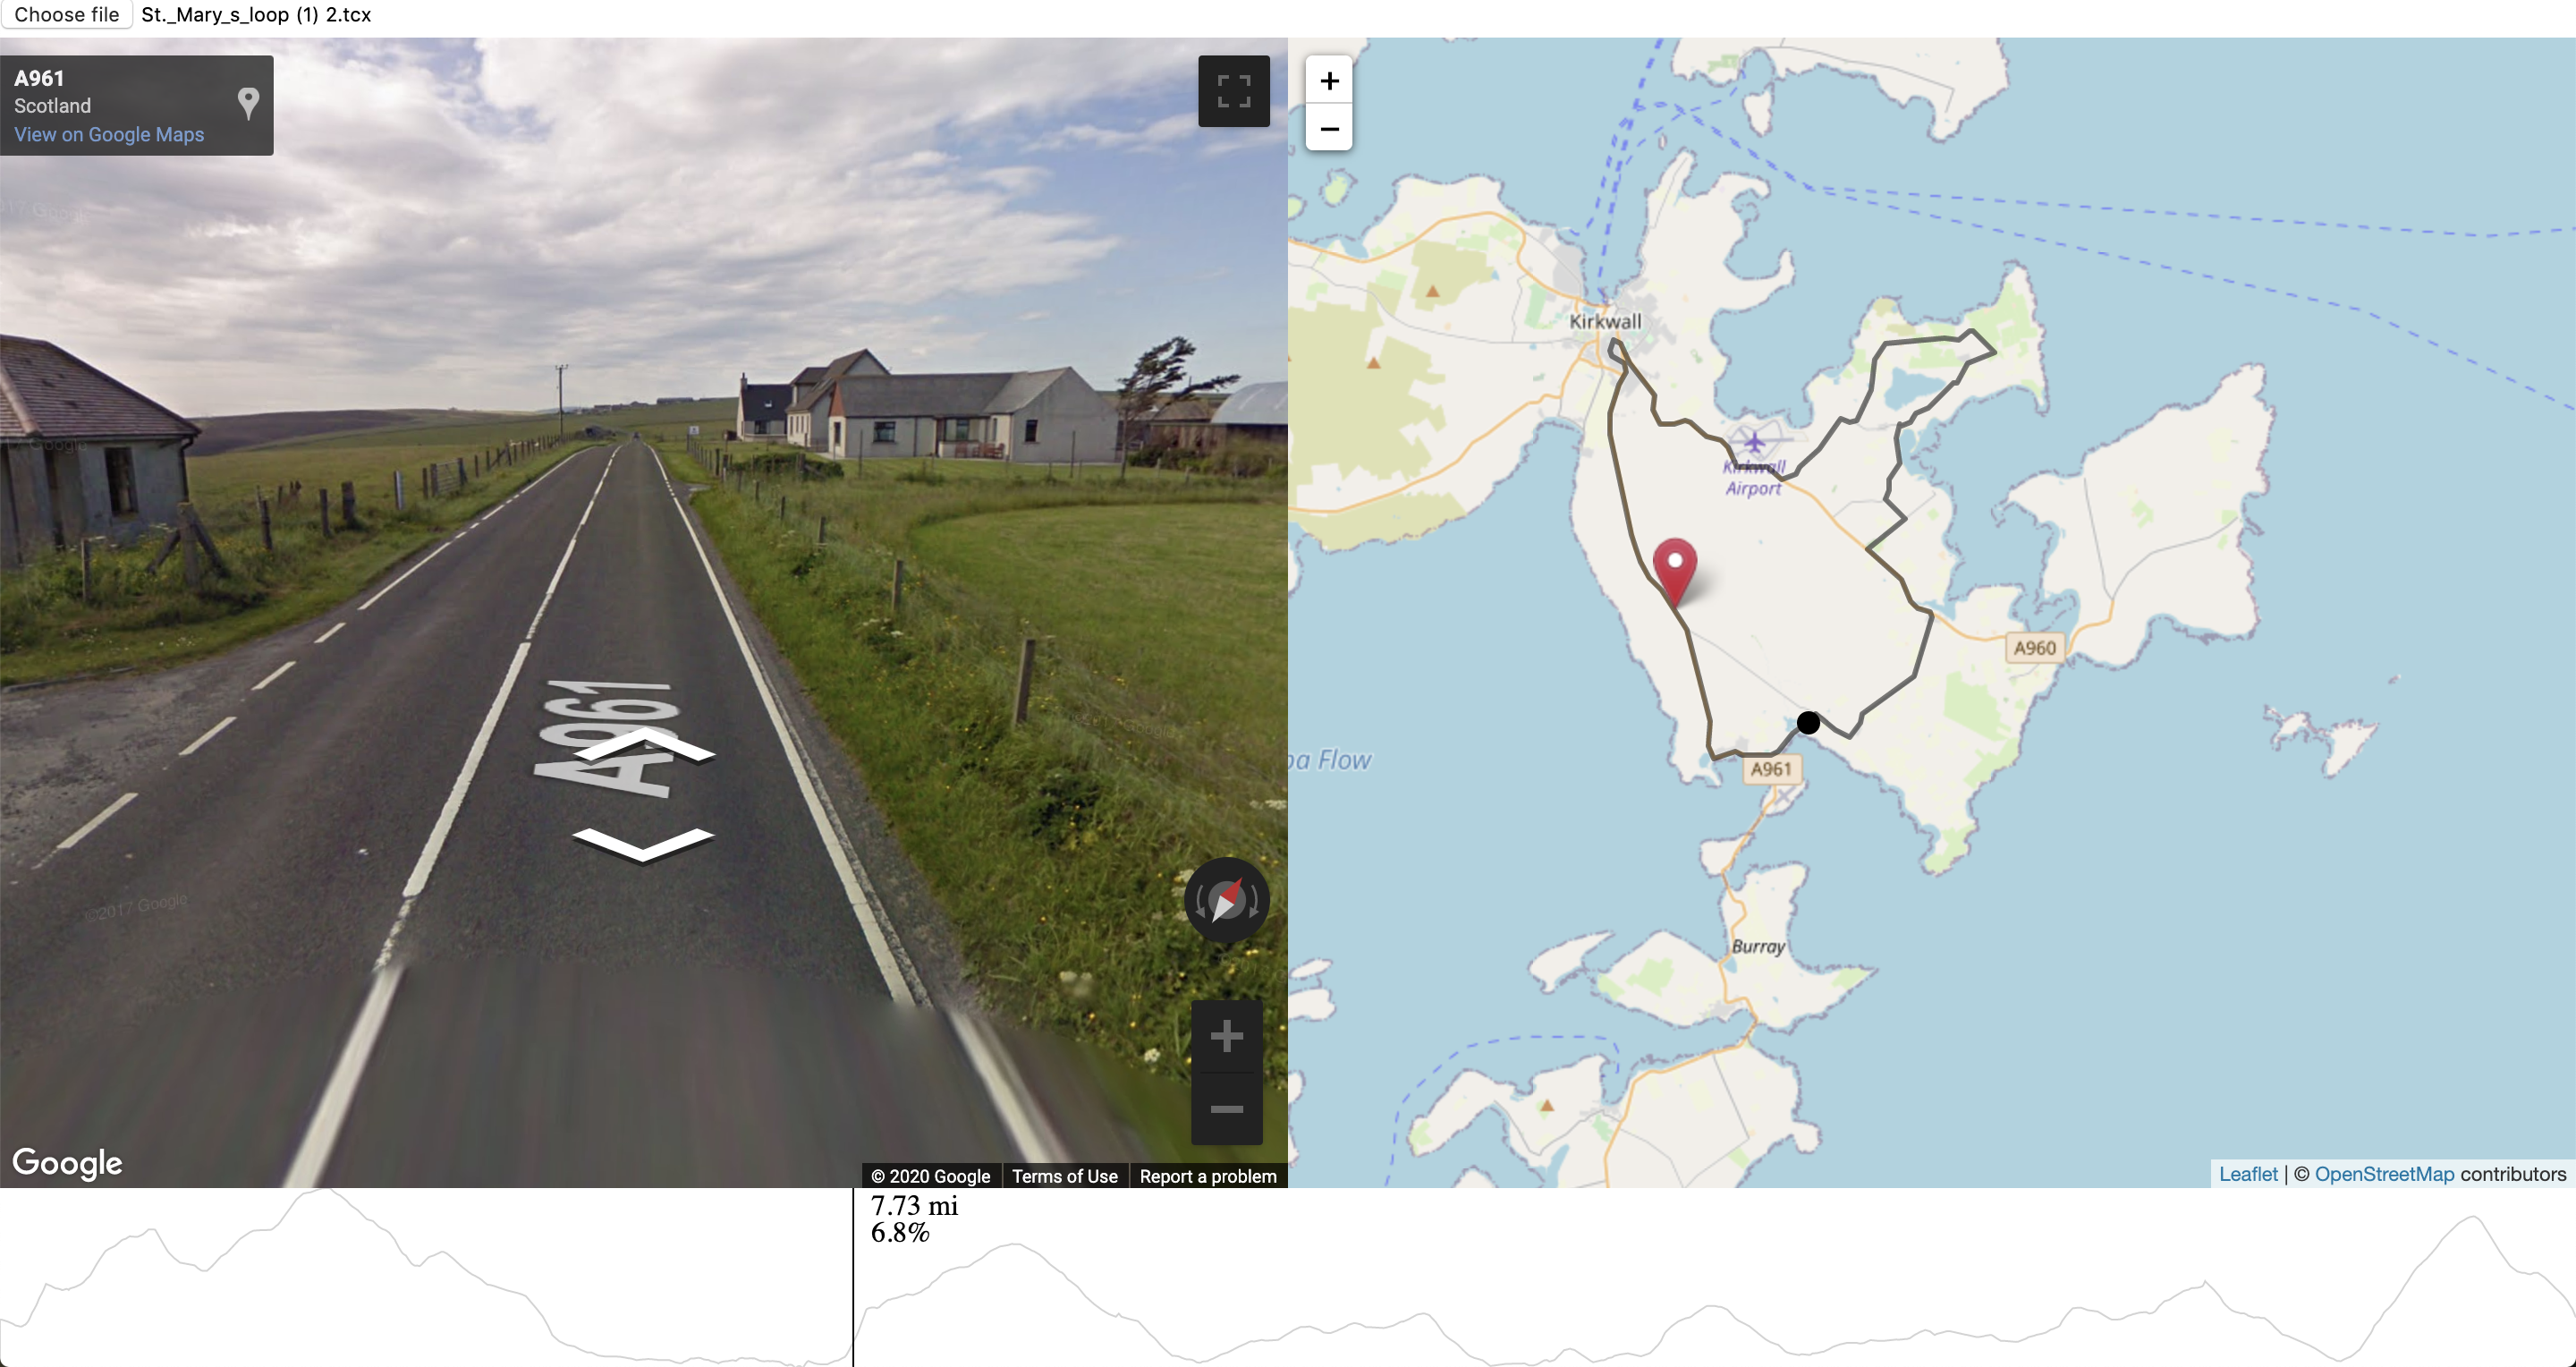 Choose file St._Mary_s_loop (1) 2.tcx
A961
Scotland
View on Google Maps
A961
©2017 Google
Google
© 2020 Google Terms of Use Report a problem
+
−
Kirkwall
Kirkwall
Airport
A960
pa Flow
A961
Burray
Leaflet | © OpenStreetMap contributors
7.73 mi
6.8%